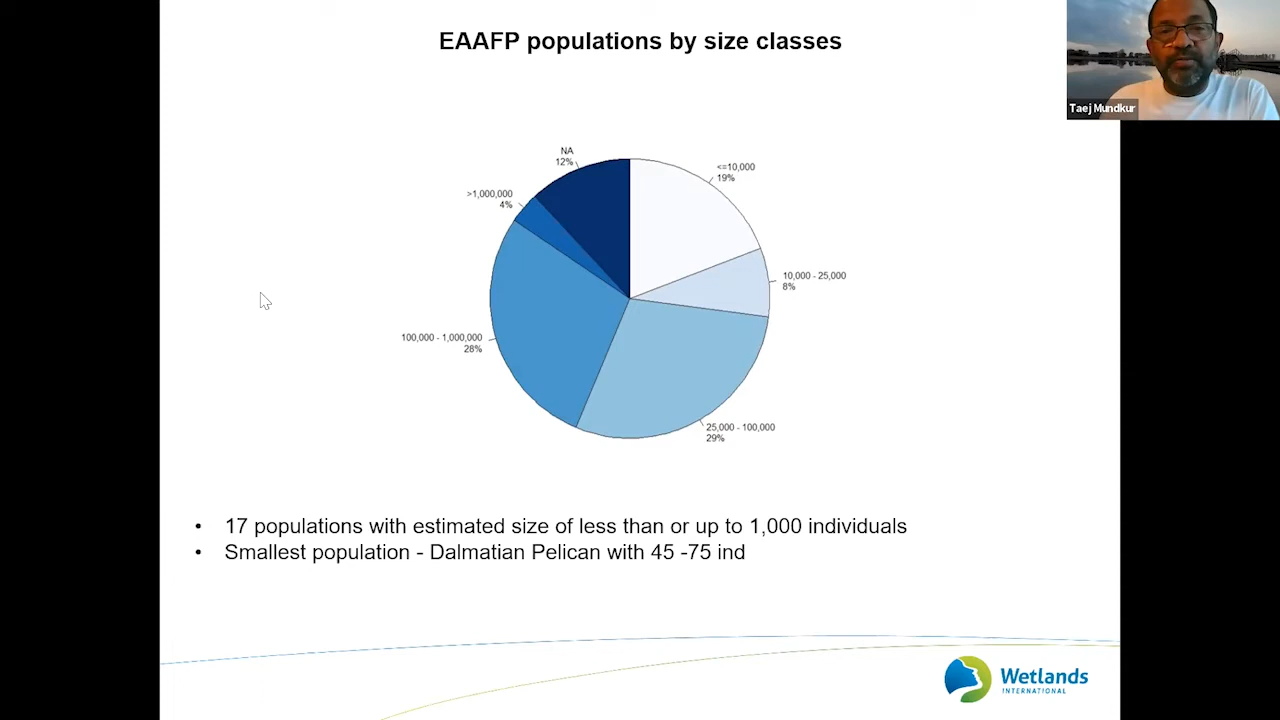 EAAFP populations by size classes
Taej Mundkur
NA
12%
<=10,000
19%
>1,000,000
4%
10,000 - 25,000
8%
100,000 - 1,000,000
28%
25,000 - 100,000
29%
• 17 populations with estimated size of less than or up to 1,000 individuals
• Smallest population - Dalmatian Pelican with 45 -75 ind
Wetlands
INTERNATIONAL